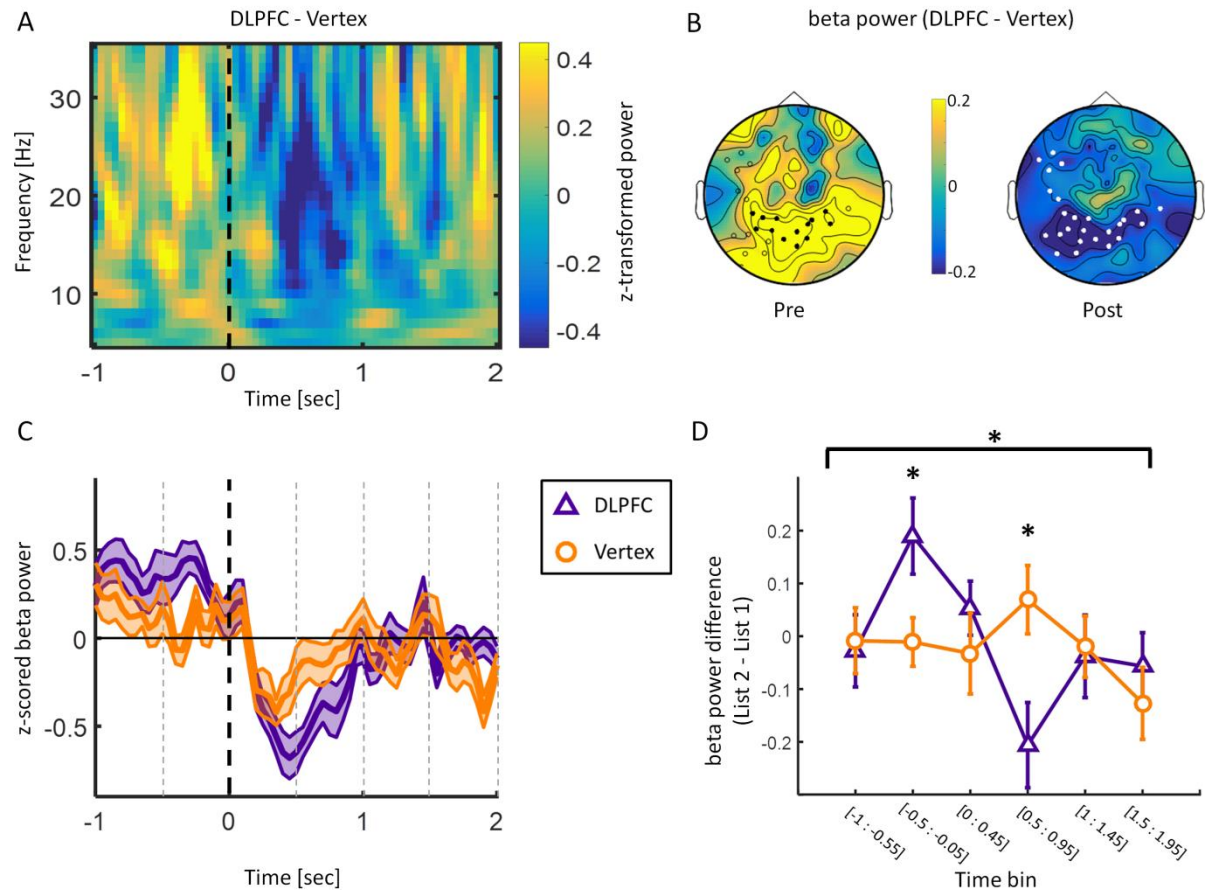 A
DLPFC - Vertex
Frequency [Hz]
30
20
10
-1
0
1
2
Time [sec]
0.4
0.2
0
-0.2
-0.4
z-transformed power
B
beta power (DLPFC - Vertex)
0.2
0
-0.2
Pre
Post
C
z-scored beta power
0.5
0
-0.5
-1
0
1
2
Time [sec]
DLPFC
Vertex
D
*
*
*
beta power difference
(List 2 - List 1)
0.2
0.1
0
-0.1
-0.2
[-1 : -0.55]
[-0.5 : -0.05]
[0 : 0.45]
[0.5 : 0.95]
[1 : 1.45]
[1.5 : 1.95]
Time bin